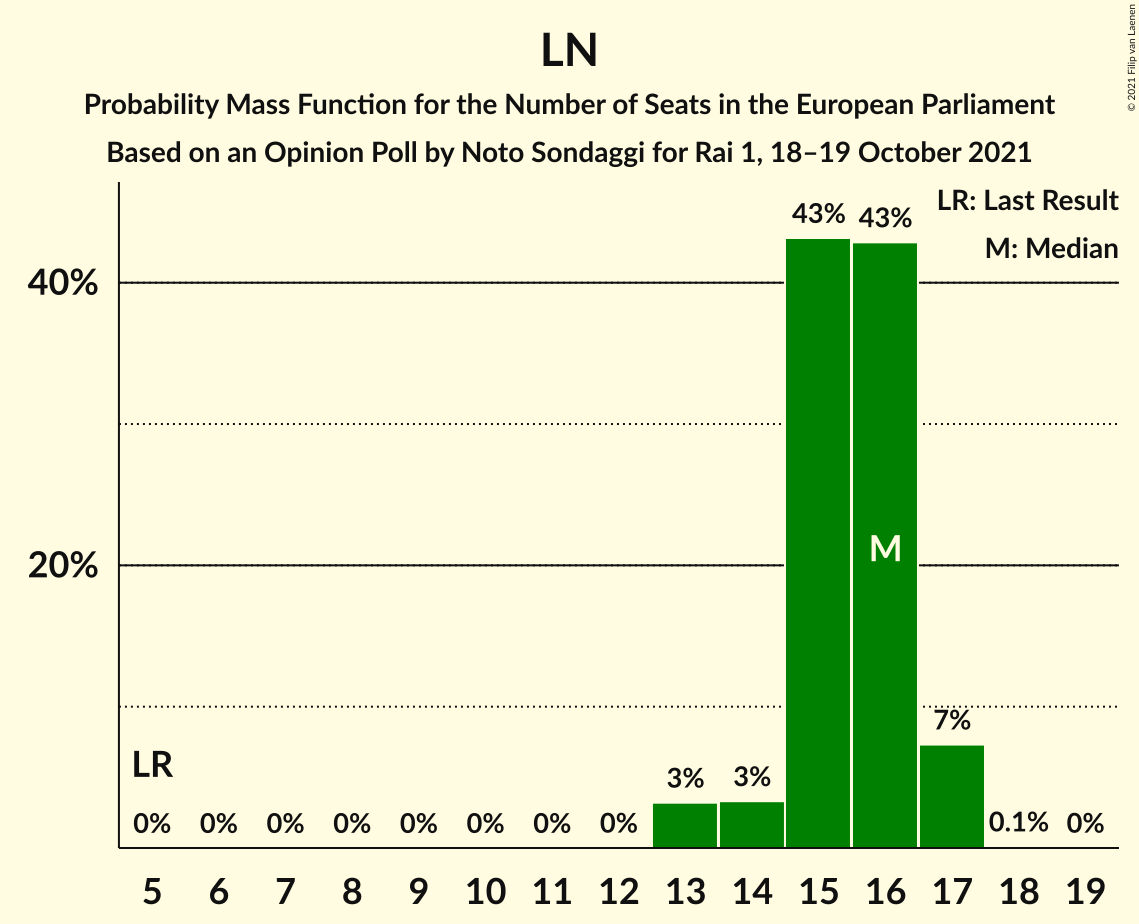 LN
Probability Mass Function for the Number of Seats in the European Parliament
Based on an Opinion Poll by Noto Sondaggi for Rai 1, 18–19 October 2021
© 2021 Filip van Laenen
LR: Last Result
M: Median
43% 43%
40%
M
20%
7%
LR
3% 3%
0% 0% 0% 0% 0% 0% 0% 0% 0.1% 0%
5 6 7 8 9 10 11 12 13 14 15 16 17 18 19